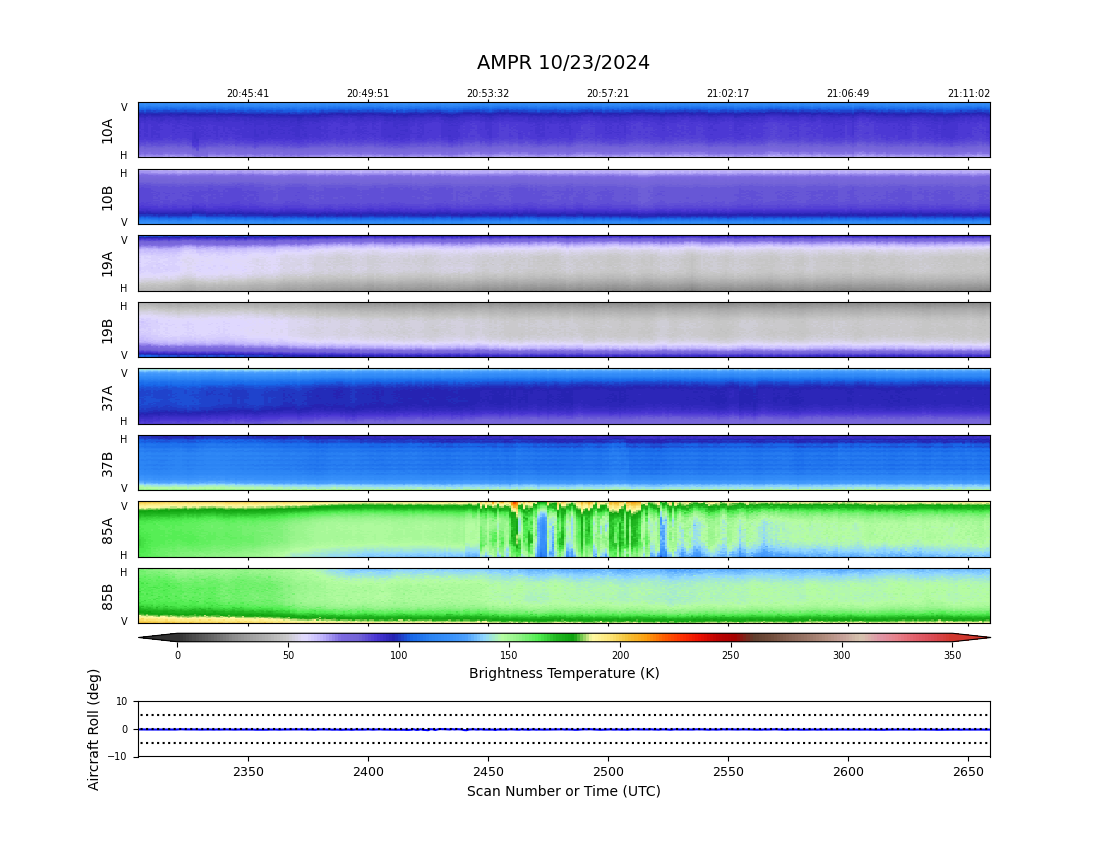 AMPR 10/23/2024
20:45:41 20:49:51 20:53:32 20:57:21 21:02:17 21:06:49 21:11:02
V
10A
H
H
10B
V
V
19A
H
H
19B
V
V
37A
H
H
37B
V
V
85A
H
H
85B
V
0 50 100 150 200 250 300 350
Brightness Temperature (K)
Aircraft Roll (deg)
10
0
−10
2350 2400 2450 2500 2550 2600 2650
Scan Number or Time (UTC)